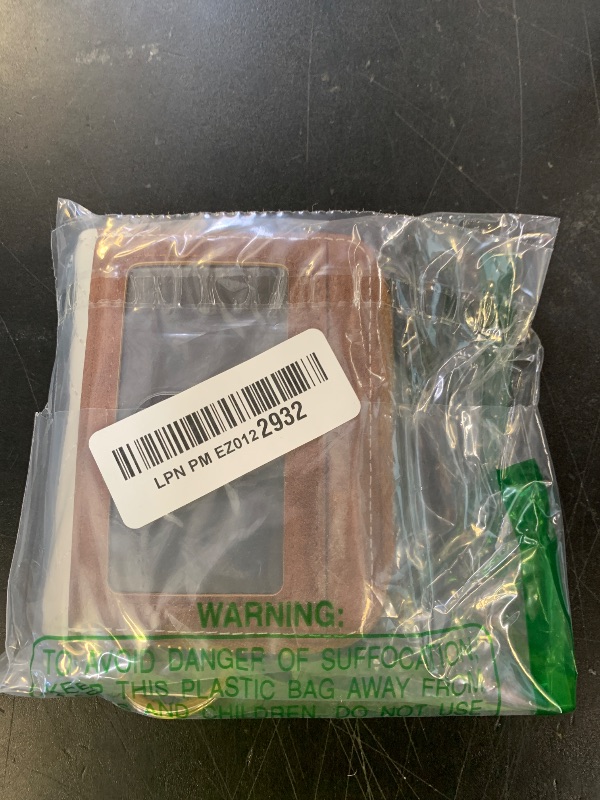 LPN PM EZ0122932
WARNING:
TO AVOID DANGER OF SUFFOCATION,
KEEP THIS PLASTIC BAG AWAY FROM
AND CHILDREN. DO NOT USE